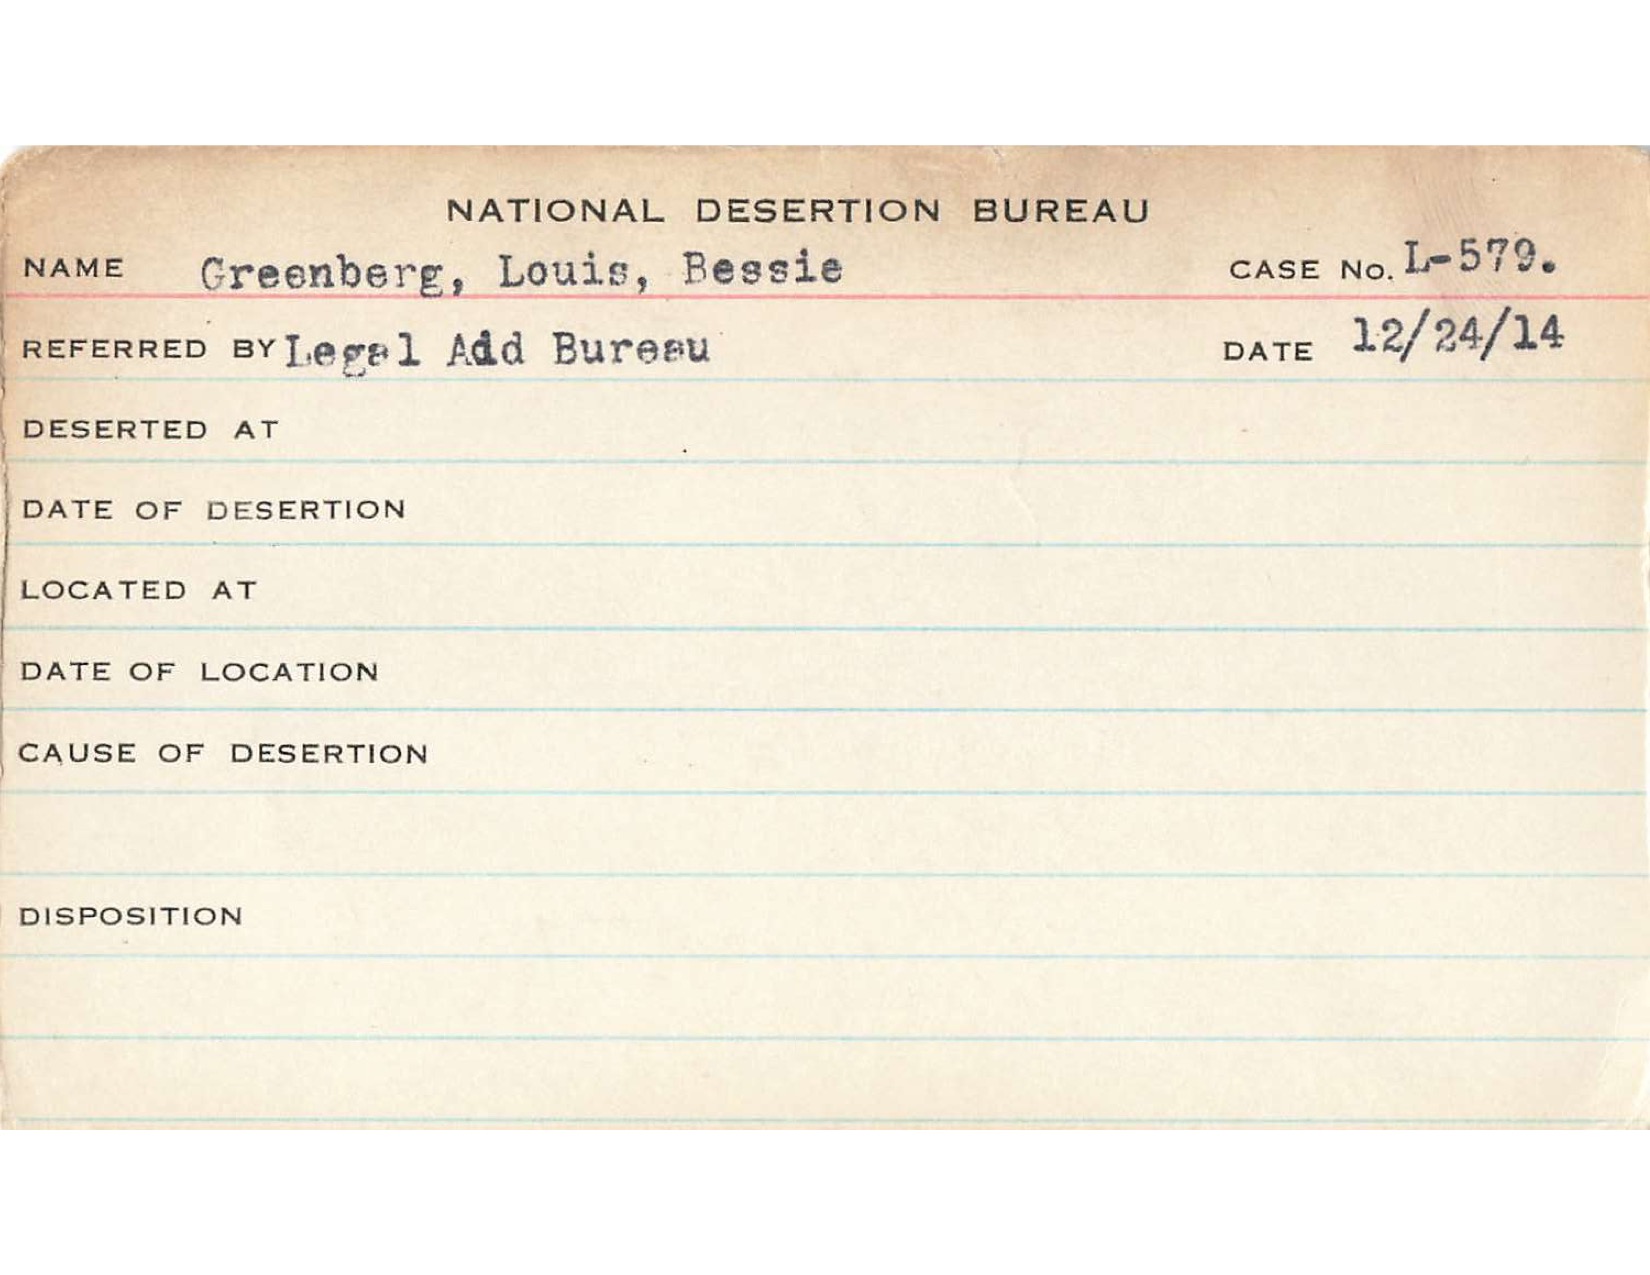 NATIONAL DESERTION BUREAU
NAME Greenberg, Louis, Bessie CASE No. L-579.
REFERRED BY Legal Add Bureau DATE 12/24/14
DESERTED AT
DATE OF DESERTION
LOCATED AT
DATE OF LOCATION
CAUSE OF DESERTION
DISPOSITION